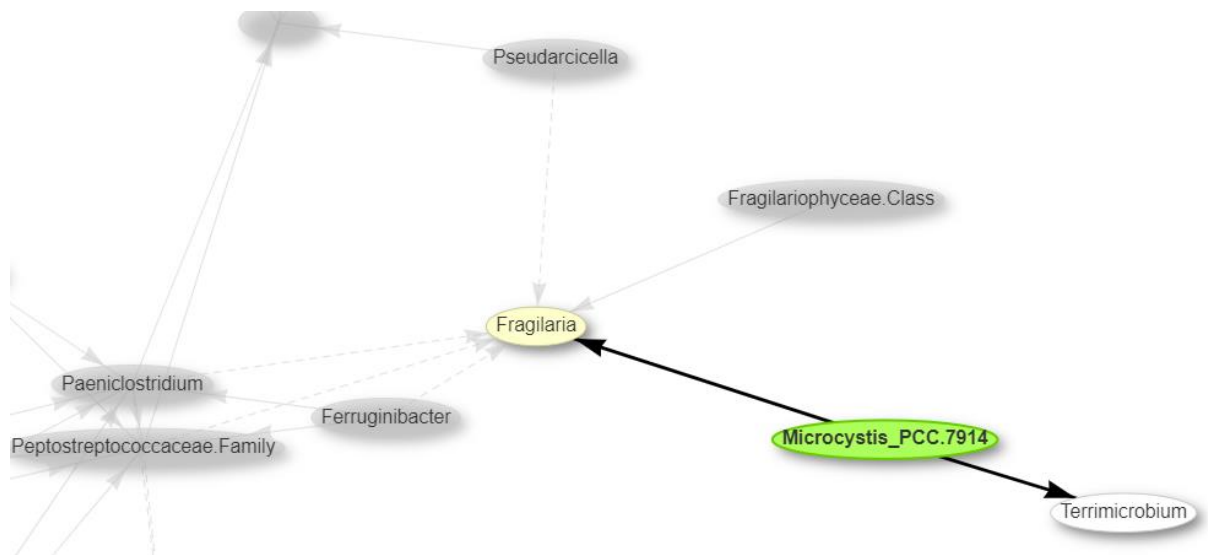 Pseudarcicella
Fragilariophyceae.Class
Fragilaria
Paeniclostridium
Ferruginibacter
Peptostreptococcaceae.Family
Microcystis_PCC.7914
Terrimicrobium